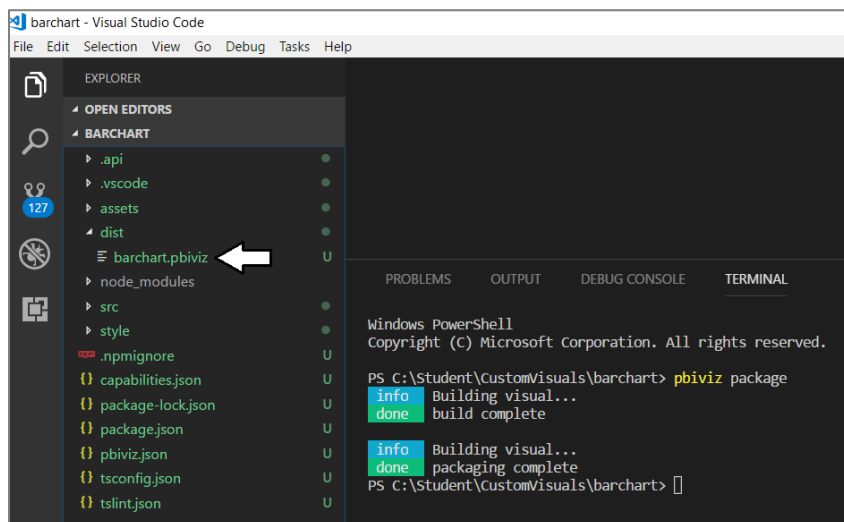 barchart - Visual Studio Code
File Edit Selection View Go Debug Tasks Help
EXPLORER
OPEN EDITORS
BARCHART
.api
.vscode
127
assets
dist
barchart.pbiviz U
node_modules
src
style
npm .npmignore U
{} capabilities.json U
{} package-lock.json U
{} package.json U
{} pbiviz.json U
{} tsconfig.json U
{} tslint.json U
PROBLEMS OUTPUT DEBUG CONSOLE TERMINAL
Windows PowerShell
Copyright (C) Microsoft Corporation. All rights reserved.
PS C:\Student\CustomVisuals\barchart> pbiviz package
info Building visual...
done build complete
info Building visual...
done packaging complete
PS C:\Student\CustomVisuals\barchart>